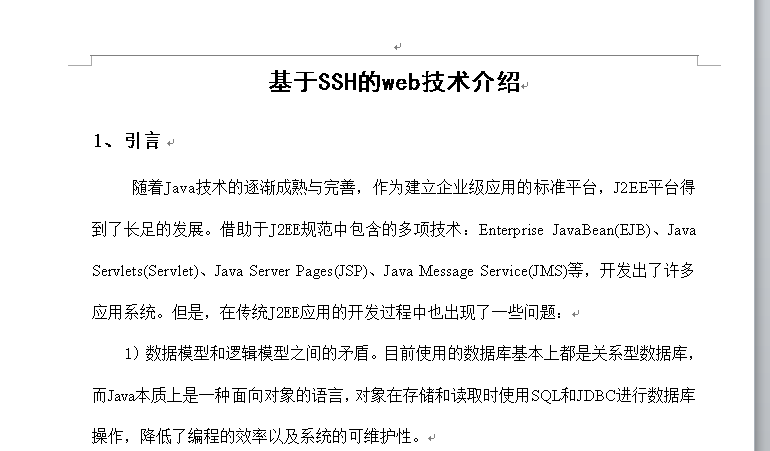 基于SSH的web技术介绍
1、引言
随着Java技术的逐渐成熟与完善，作为建立企业级应用的标准平台，J2EE平台得
到了长足的发展。借助于J2EE规范中包含的多项技术：Enterprise JavaBean(EJB)、Java
Servlets(Servlet)、Java Server Pages(JSP)、Java Message Service(JMS)等，开发出了许多
应用系统。但是，在传统J2EE应用的开发过程中也出现了一些问题：
1）数据模型和逻辑模型之间的矛盾。目前使用的数据库基本上都是关系型数据库，
而Java本质上是一种面向对象的语言，对象在存储和读取时使用SQL和JDBC进行数据库
操作，降低了编程的效率以及系统的可维护性。